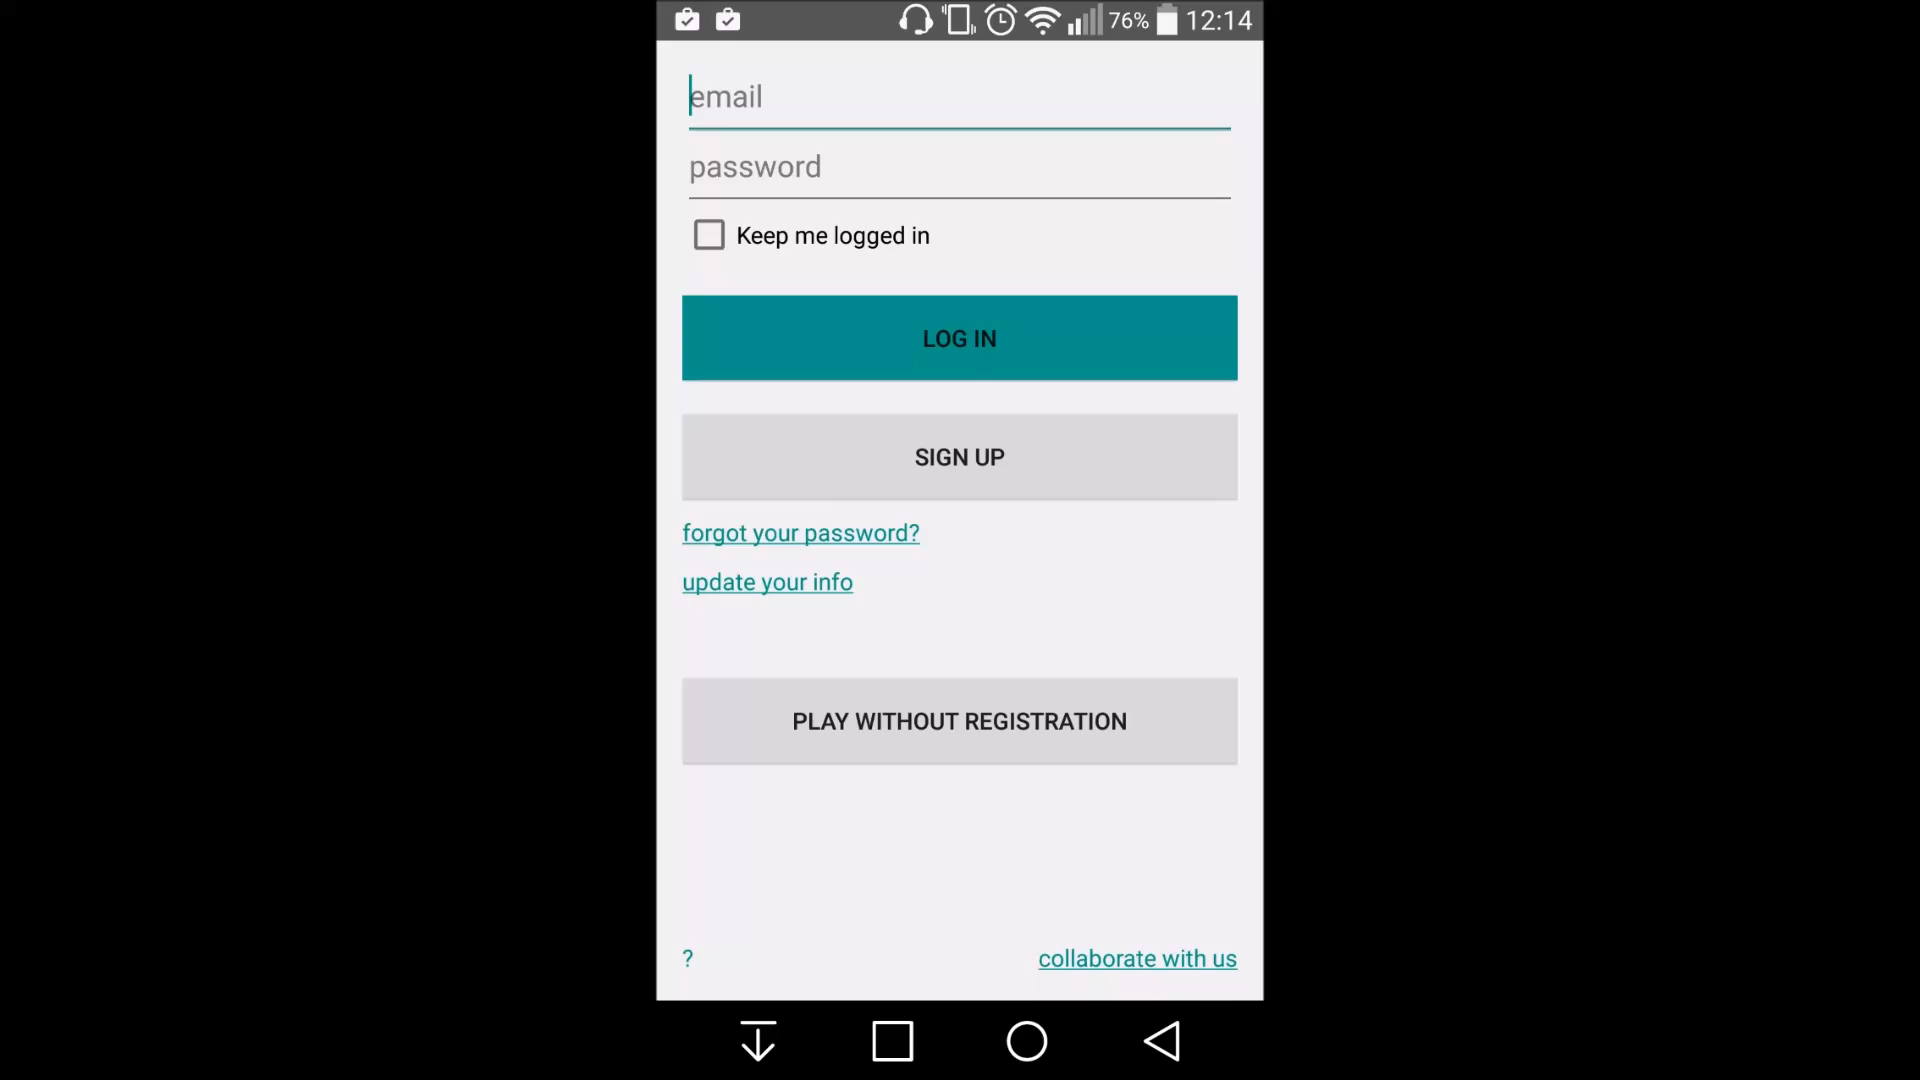 76% 12:14
email
password
Keep me logged in
LOG IN
SIGN UP
forgot your password?
update your info
PLAY WITHOUT REGISTRATION
? collaborate with us